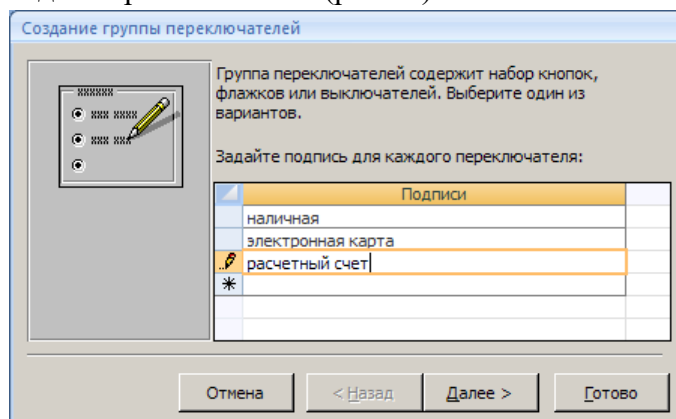 Создание группы переключателей
Группа переключателей содержит набор кнопок,
флажков или выключателей. Выберите один из
вариантов.
Задайте подпись для каждого переключателя:
Подписи
наличная
электронная карта
расчетный счет
Отмена
< Назад
Далее >
Готово